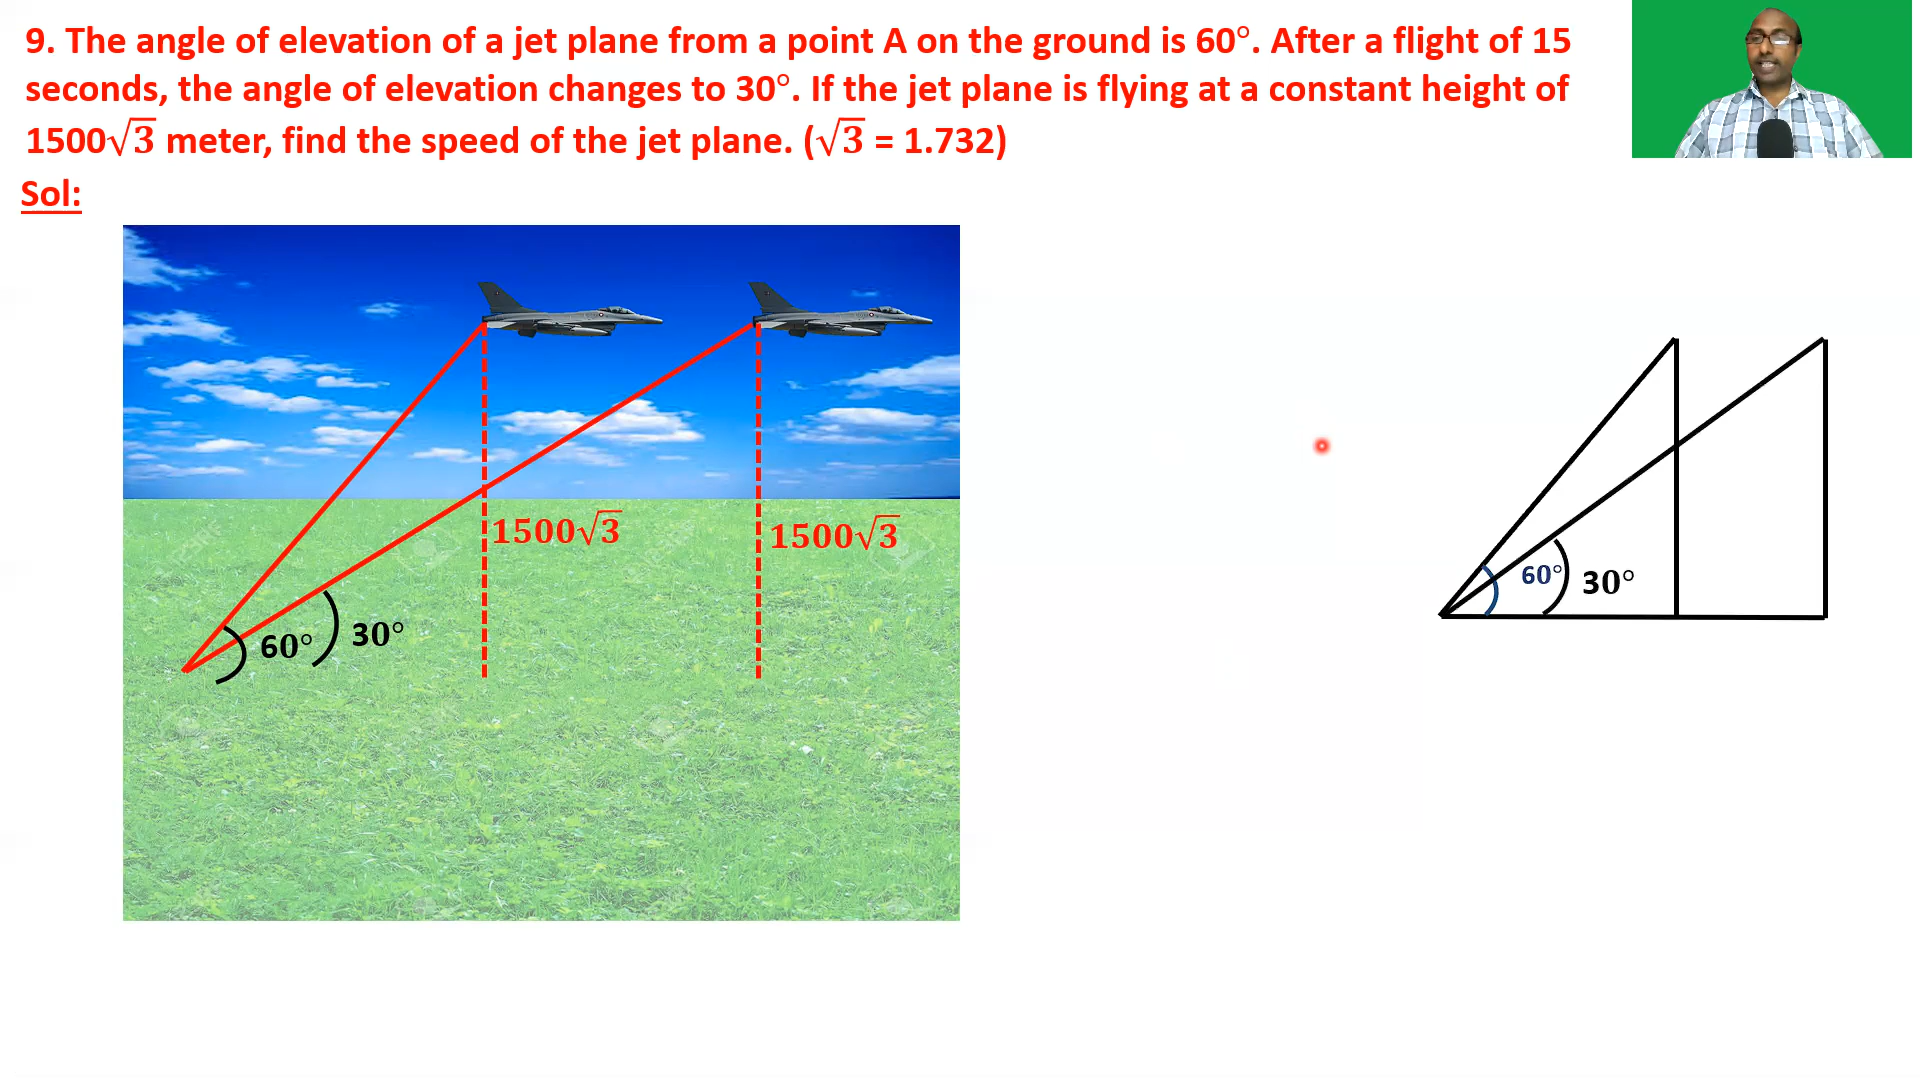 9. The angle of elevation of a jet plane from a point A on the ground is 60°. After a flight of 15
seconds, the angle of elevation changes to 30°. If the jet plane is flying at a constant height of
1500√3 meter, find the speed of the jet plane. (√3 = 1.732)
Sol:
1500√3
1500√3
60°
30°
60°
30°